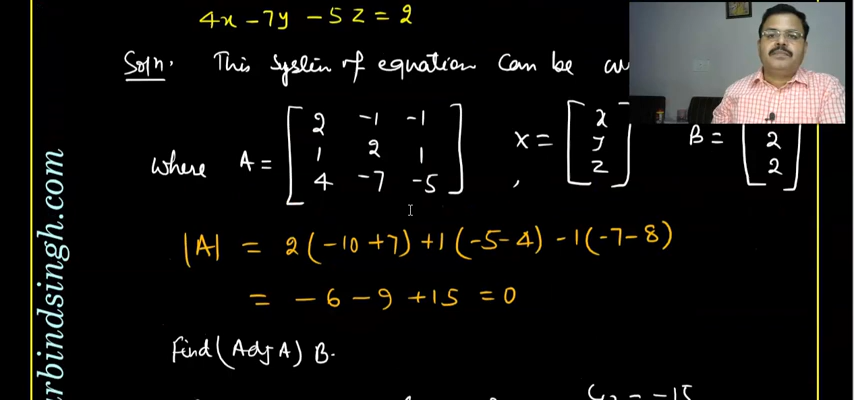 4x - 7y - 5z = 2
Soln. This system of equation can be
where A = [ 2 -1 -1 ; 1 2 1 ; 4 -7 -5 ] , X = [ x ; y ; z ] B = [ 2 ; 2 ]
|A| = 2(-10+7) +1(-5-4) -1(-7-8)
= -6 -9 +15 = 0
Find (Adj A) B.
= -15
rbindsingh.com